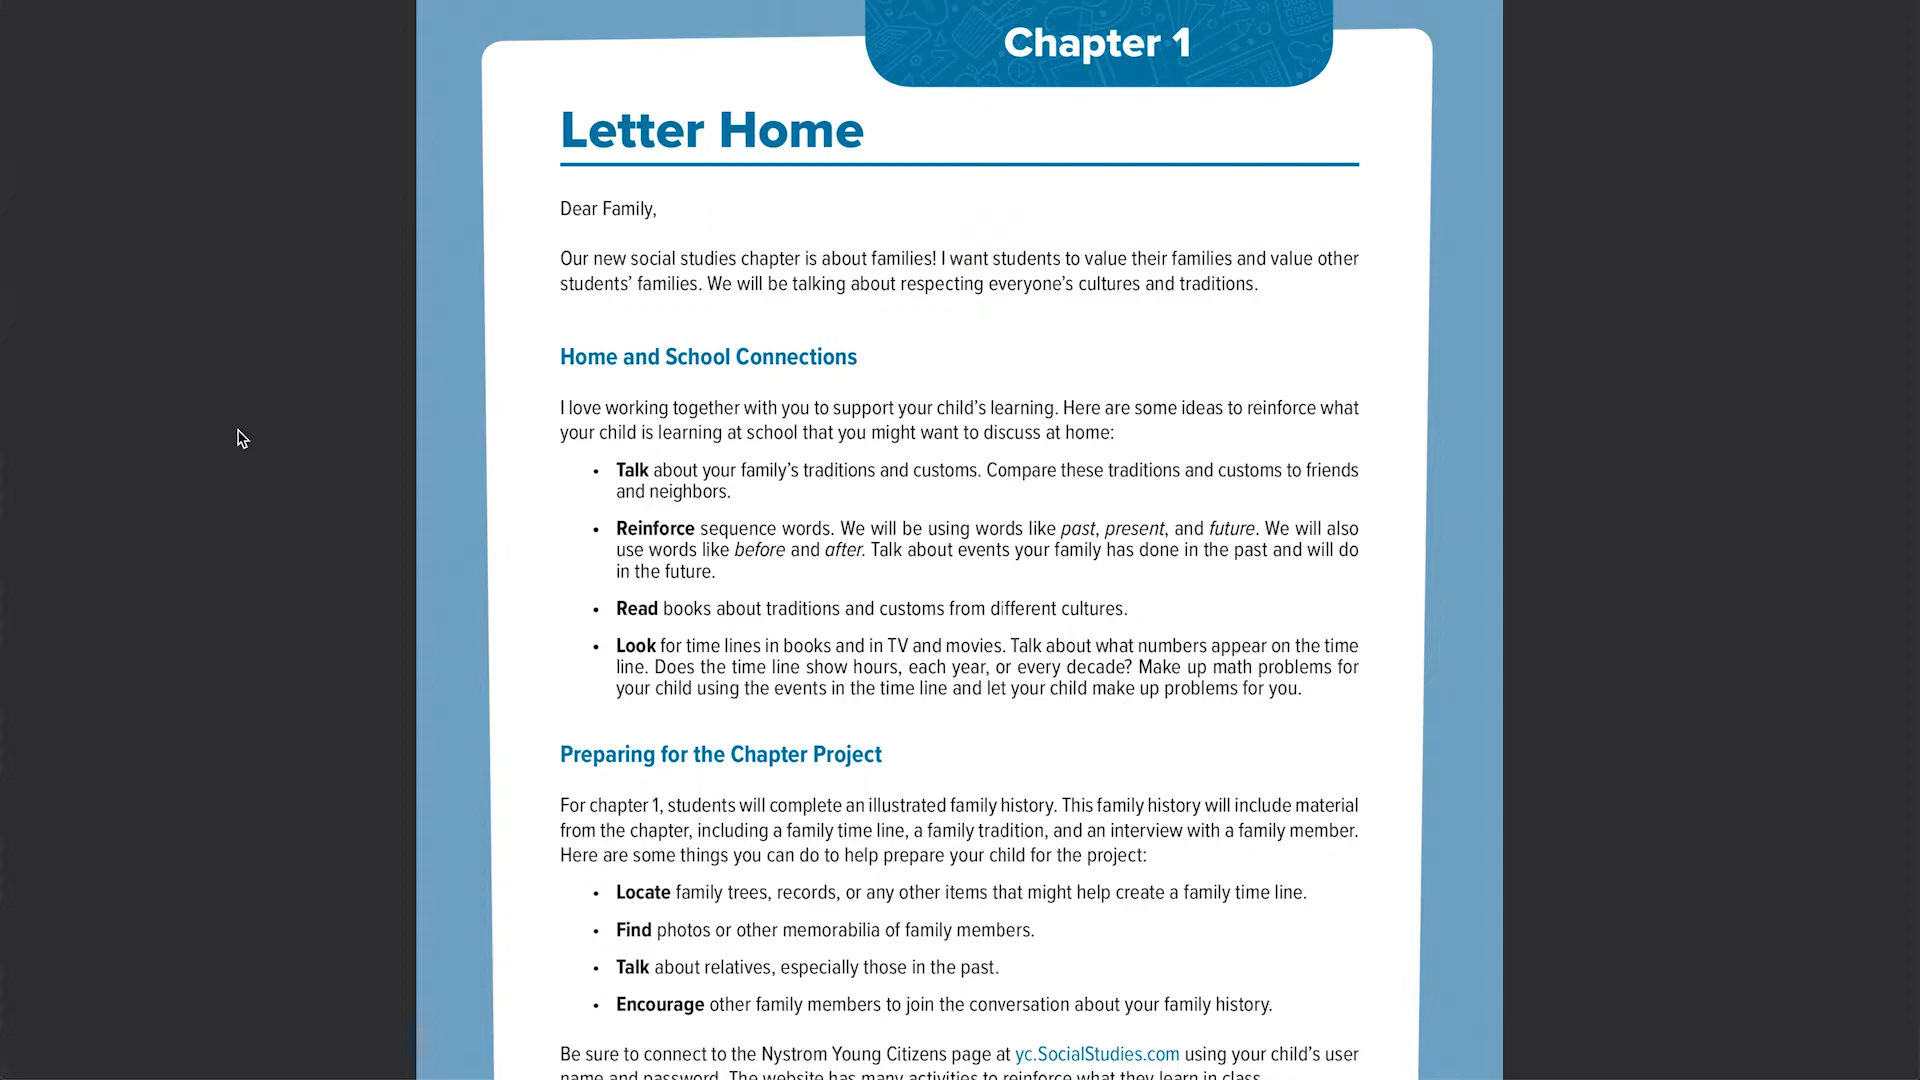 Chapter 1
Letter Home
Dear Family,
Our new social studies chapter is about families! I want students to value their families and value other
students’ families. We will be talking about respecting everyone’s cultures and traditions.
Home and School Connections
I love working together with you to support your child’s learning. Here are some ideas to reinforce what
your child is learning at school that you might want to discuss at home:
• Talk about your family’s traditions and customs. Compare these traditions and customs to friends
and neighbors.
• Reinforce sequence words. We will be using words like past, present, and future. We will also
use words like before and after. Talk about events your family has done in the past and will do
in the future.
• Read books about traditions and customs from different cultures.
• Look for time lines in books and in TV and movies. Talk about what numbers appear on the time
line. Does the time line show hours, each year, or every decade? Make up math problems for
your child using the events in the time line and let your child make up problems for you.
Preparing for the Chapter Project
For chapter 1, students will complete an illustrated family history. This family history will include material
from the chapter, including a family time line, a family tradition, and an interview with a family member.
Here are some things you can do to help prepare your child for the project:
• Locate family trees, records, or any other items that might help create a family time line.
• Find photos or other memorabilia of family members.
• Talk about relatives, especially those in the past.
• Encourage other family members to join the conversation about your family history.
Be sure to connect to the Nystrom Young Citizens page at yc.SocialStudies.com using your child’s user
name and password. The website has many activities to reinforce what they learn in class.